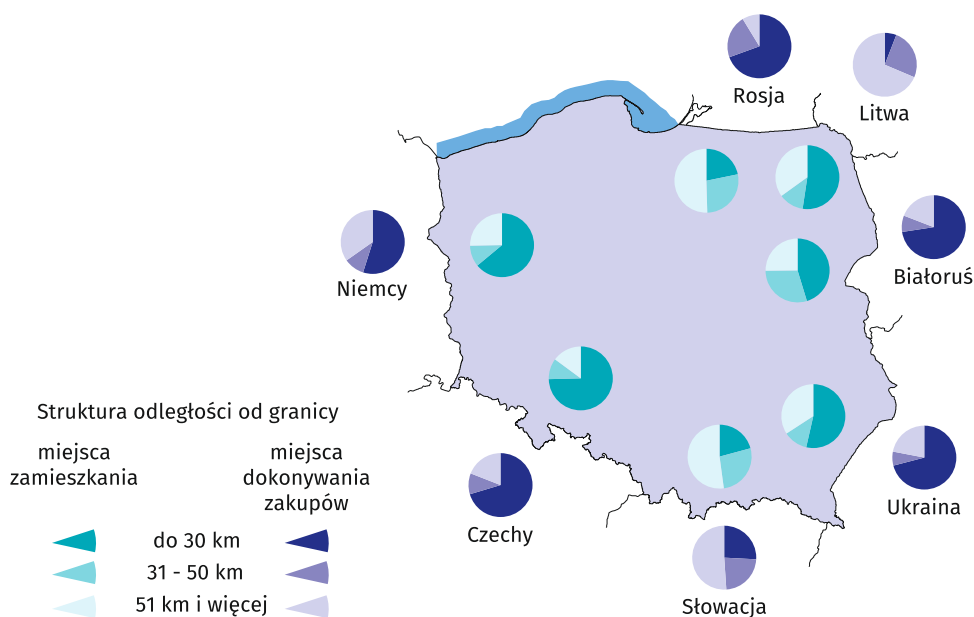 Rosja
Litwa
Niemcy
Białoruś
Struktura odległości od granicy
miejsca
zamieszkania
miejsca
dokonywania
zakupów
Czechy
Ukraina
do 30 km
31 - 50 km
51 km i więcej
Słowacja